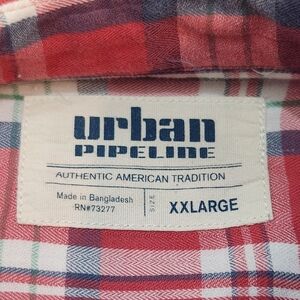 urban
PIPELINE
AUTHENTIC AMERICAN TRADITION
Made in Bangladesh
RN#73277
SIZE
XXLARGE